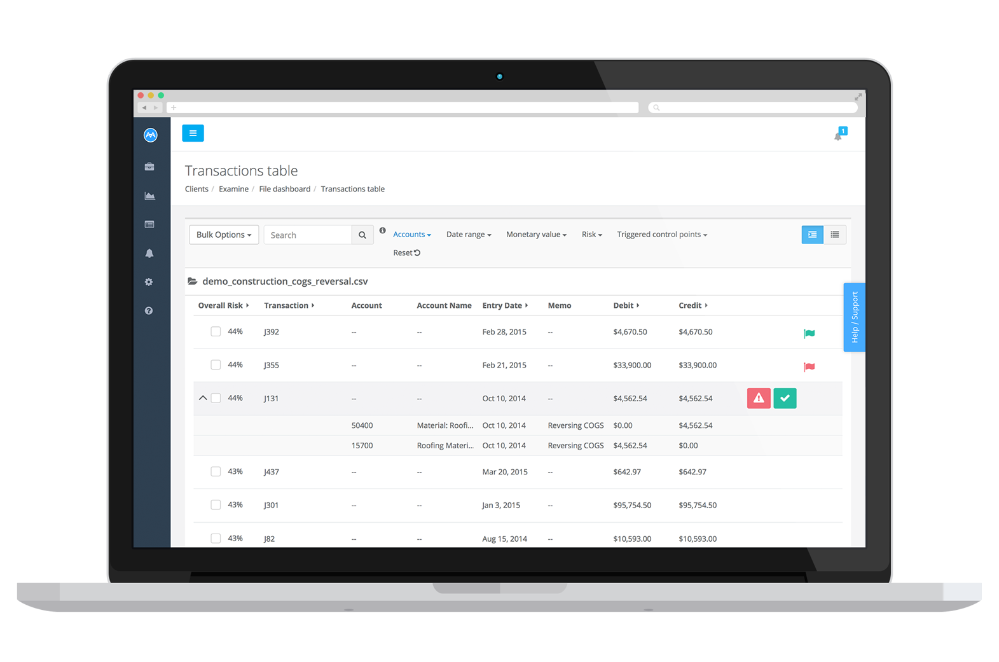 1
Transactions table
Clients / Examine / File dashboard / Transactions table
Bulk Options Search Accounts Date range Monetary value Risk Triggered control points
Reset
demo_construction_cogs_reversal.csv
Help / Support
Overall Risk Transaction Account Account Name Entry Date Memo Debit Credit
44% J392 -- -- Feb 28, 2015 -- $4,670.50 $4,670.50
44% J355 -- -- Feb 21, 2015 -- $33,900.00 $33,900.00
44% J131 -- -- Oct 10, 2014 -- $4,562.54 $4,562.54
50400 Material: Roofi... Oct 10, 2014 Reversing COGS $0.00 $4,562.54
15700 Roofing Materi... Oct 10, 2014 Reversing COGS $4,562.54 $0.00
43% J437 -- -- Mar 20, 2015 -- $642.97 $642.97
43% J301 -- -- Jan 3, 2015 -- $95,754.50 $95,754.50
43% J82 -- -- Aug 15, 2014 -- $10,593.00 $10,593.00